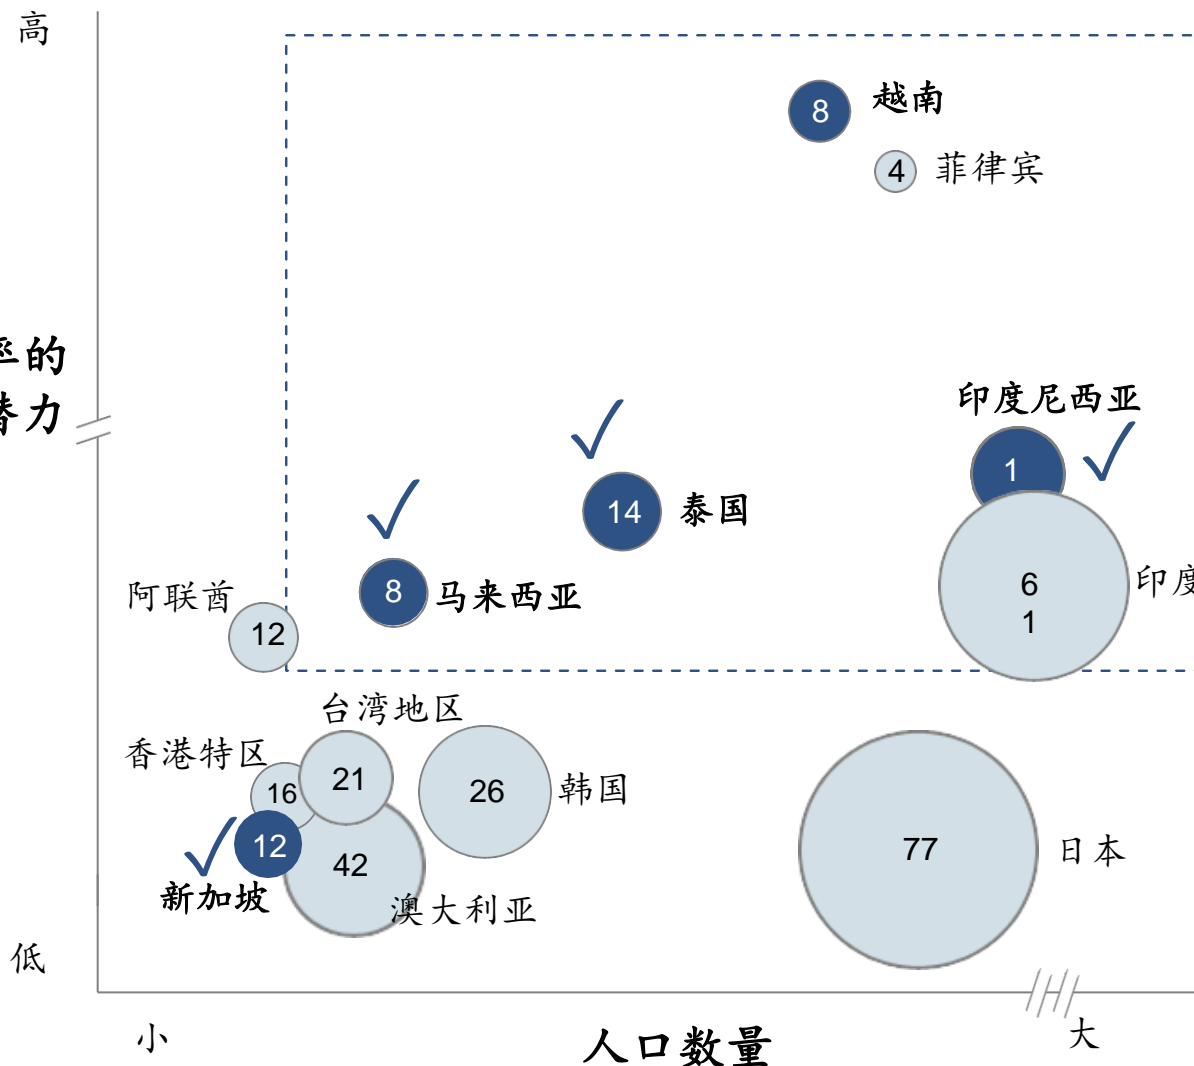 高
8
越南
4
菲律宾
的
力
印度尼西亚
1
14
泰国
阿联酋
8
马来西亚
12
6
1
印度
台湾地区
香港特区
16
21
26
韩国
77
日本
12
42
新加坡
澳大利亚
低
小
人口数量
大